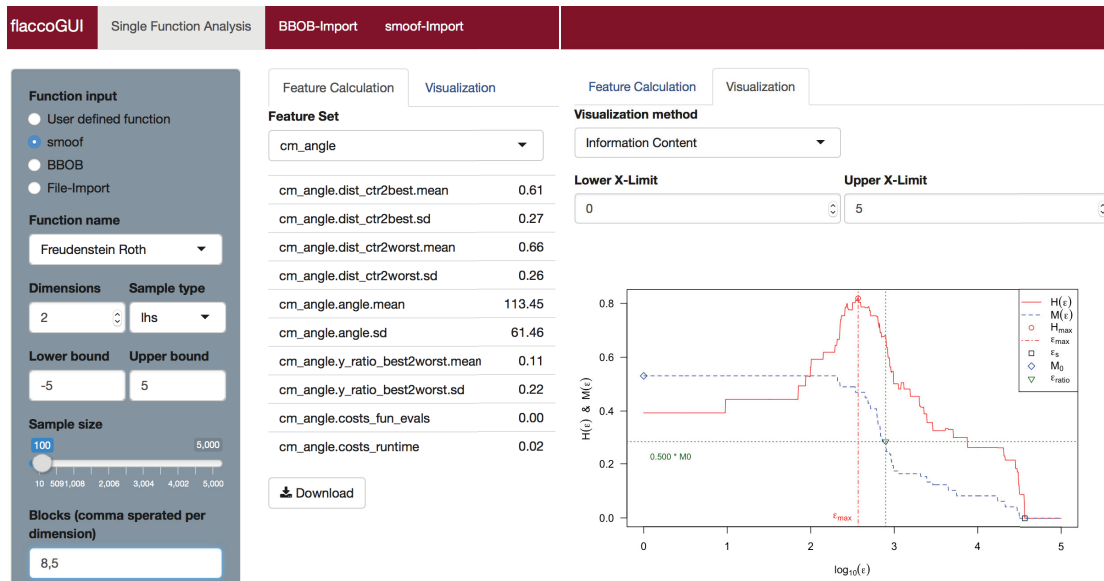 flaccoGUI
Single Function Analysis
BBOB-Import
smoof-Import
Function input
User defined function
smoof
BBOB
File-Import
Function name
Freudenstein Roth
Dimensions
Sample type
2
lhs
Lower bound
Upper bound
-5
5
Sample size
100
5,000
10 509 1,008 2,006 3,004 4,002 5,000
Blocks (comma sperated per
dimension)
8,5
Feature Calculation
Visualization
Feature Set
cm_angle
cm_angle.dist_ctr2best.mean 0.61
cm_angle.dist_ctr2best.sd 0.27
cm_angle.dist_ctr2worst.mean 0.66
cm_angle.dist_ctr2worst.sd 0.26
cm_angle.angle.mean 113.45
cm_angle.angle.sd 61.46
cm_angle.y_ratio_best2worst.mean 0.11
cm_angle.y_ratio_best2worst.sd 0.22
cm_angle.costs_fun_evals 0.00
cm_angle.costs_runtime 0.02
Download
Feature Calculation
Visualization
Visualization method
Information Content
Lower X-Limit
Upper X-Limit
0
5
H(ε) & M(ε)
0.8
0.6
0.4
0.2
0.0
0.500 * M0
εmax
H(ε)
M(ε)
Hmax
εmax
εs
M0
εratio
0 1 2 3 4 5
log10(ε)